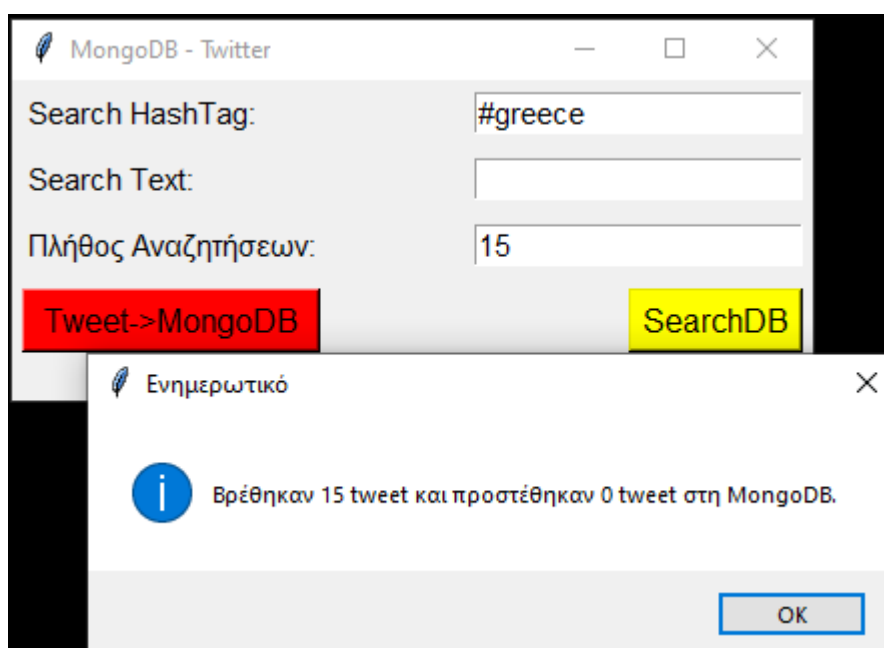 MongoDB - Twitter
Search HashTag: #greece
Search Text:
Πλήθος Αναζητήσεων: 15
Tweet->MongoDB SearchDB
Ενημερωτικό
Βρέθηκαν 15 tweet και προστέθηκαν 0 tweet στη MongoDB.
OK